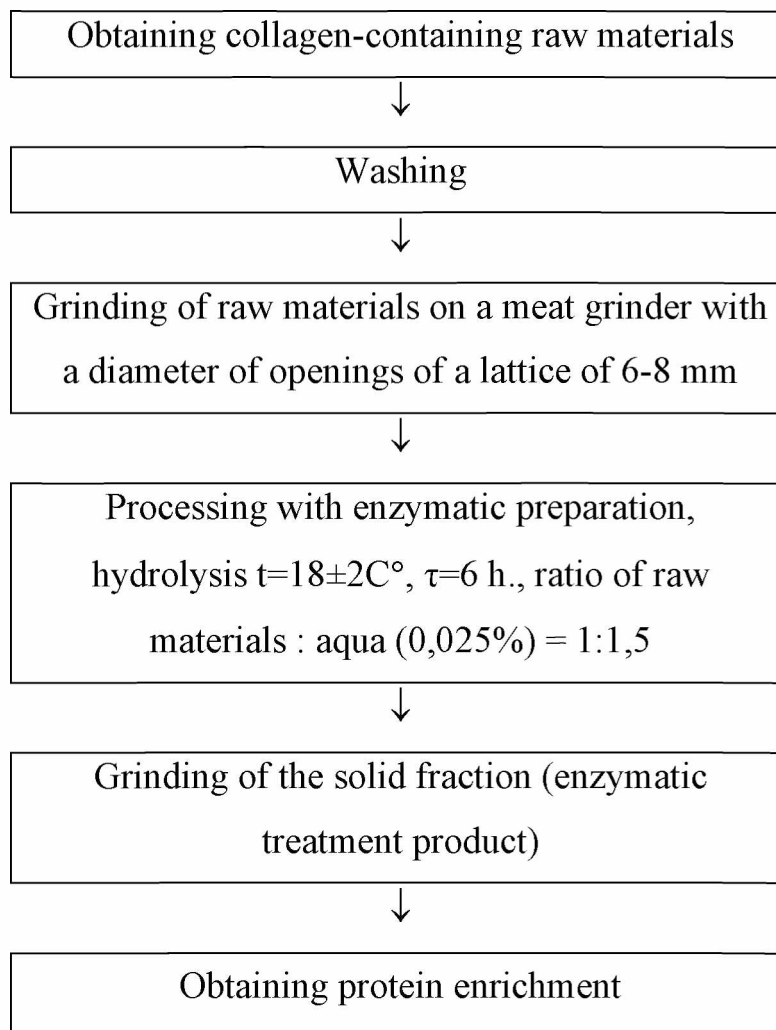 Obtaining collagen-containing raw materials
↓
Washing
↓
Grinding of raw materials on a meat grinder with
a diameter of openings of a lattice of 6-8 mm
↓
Processing with enzymatic preparation,
hydrolysis t=18±2C°, τ=6 h., ratio of raw
materials : aqua (0,025%) = 1:1,5
↓
Grinding of the solid fraction (enzymatic
treatment product)
↓
Obtaining protein enrichment